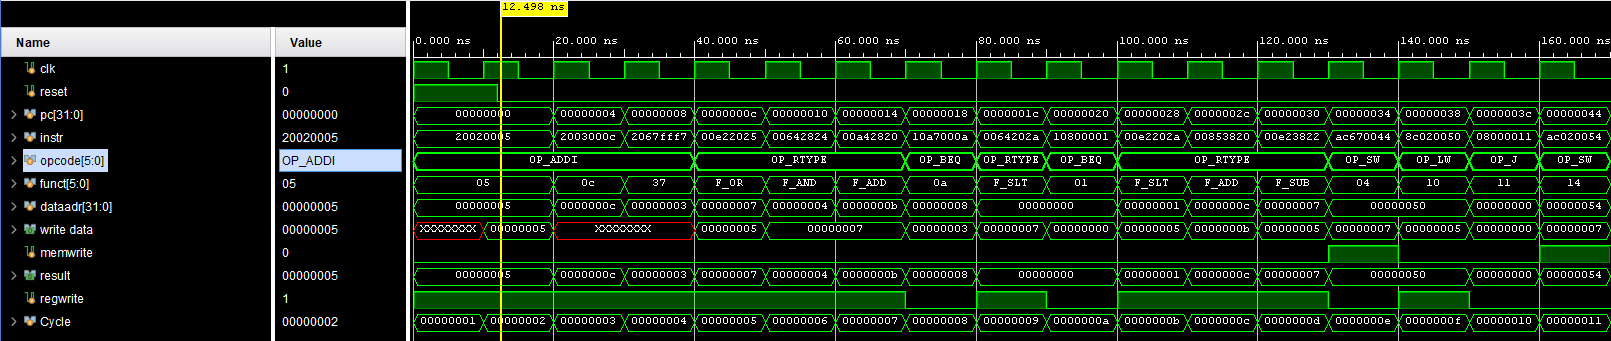 12.498 ns
Name Value 0.000 ns 20.000 ns 40.000 ns 60.000 ns 80.000 ns 100.000 ns 120.000 ns 140.000 ns 160.000 ns
clk 1
reset 0
pc[31:0] 00000000 00000000 00000004 00000008 0000000c 00000010 00000014 00000018 0000001c 00000020 00000028 0000002c 00000030 00000034 00000038 0000003c 00000044
instr 20020005 20020005 2003000c 2067fff7 00e22025 00642824 00a42820 10a7000a 0064202a 10800001 00e2202a 00853820 00e23822 ac670044 8c020050 08000011 ac020054
opcode[5:0] OP_ADDI OP_ADDI OP_RTYPE OP_BEQ OP_RTYPE OP_BEQ OP_RTYPE OP_SW OP_LW OP_J OP_SW
funct[5:0] 05 05 0c 37 F_OR F_AND F_ADD 0a F_SLT 01 F_SLT F_ADD F_SUB 04 10 11 14
dataadr[31:0] 00000005 00000005 0000000c 00000003 00000007 00000004 0000000b 00000008 00000000 00000001 0000000c 00000007 00000050 00000000 00000054
write data 00000005 XXXXXXXX 00000005 XXXXXXXX 00000005 00000007 00000003 00000007 00000000 00000005 0000000b 00000005 00000007 00000005 00000000 00000007
memwrite 0
result 00000005 00000005 0000000c 00000003 00000007 00000004 0000000b 00000008 00000000 00000001 0000000c 00000007 00000050 00000000 00000054
regwrite 1
Cycle 00000002 00000001 00000002 00000003 00000004 00000005 00000006 00000007 00000008 00000009 0000000a 0000000b 0000000c 0000000d 0000000e 0000000f 00000010 00000011